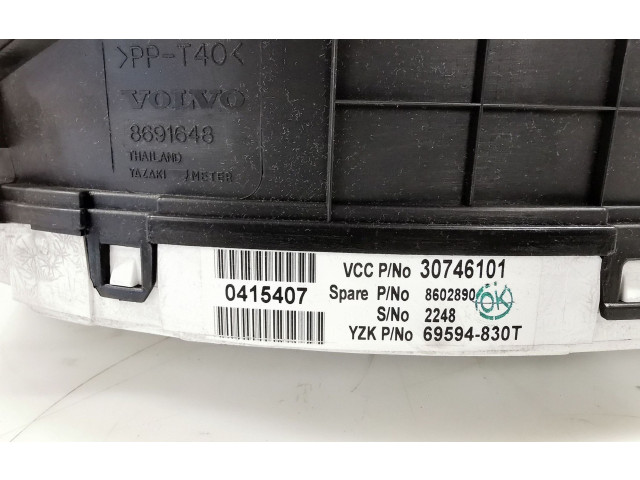 >PP-T40<
VOLVO
8691648
THAILAND
YAZAKI METER
0415407
VCC P/No 30746101
Spare P/No 8602890
OK
S/No 2248
YZK P/No 69594-830T